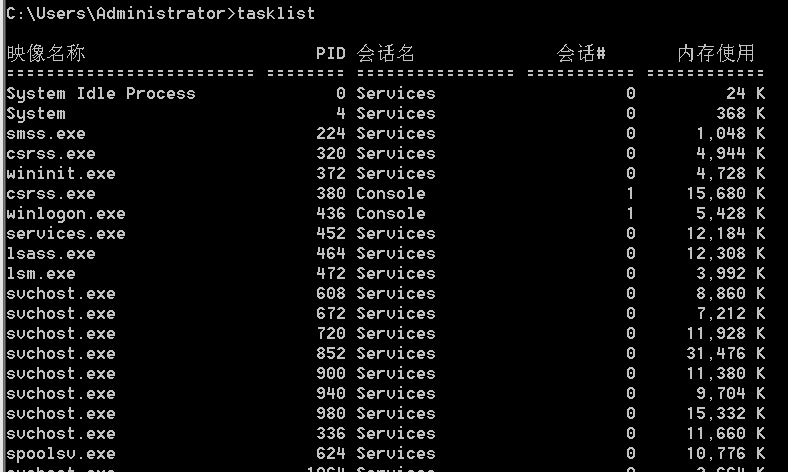 C:\Users\Administrator>tasklist
映像名称 PID 会话名 会话# 内存使用
========================= ======== ================ =========== ============
System Idle Process 0 Services 0 24 K
System 4 Services 0 368 K
smss.exe 224 Services 0 1,048 K
csrss.exe 320 Services 0 4,944 K
wininit.exe 372 Services 0 4,728 K
csrss.exe 380 Console 1 15,680 K
winlogon.exe 436 Console 1 5,428 K
services.exe 452 Services 0 12,184 K
lsass.exe 464 Services 0 12,308 K
lsm.exe 472 Services 0 3,992 K
svchost.exe 608 Services 0 8,860 K
svchost.exe 672 Services 0 7,212 K
svchost.exe 720 Services 0 11,928 K
svchost.exe 852 Services 0 31,476 K
svchost.exe 900 Services 0 11,380 K
svchost.exe 940 Services 0 9,704 K
svchost.exe 980 Services 0 15,332 K
svchost.exe 336 Services 0 11,660 K
spoolsv.exe 624 Services 0 10,776 K